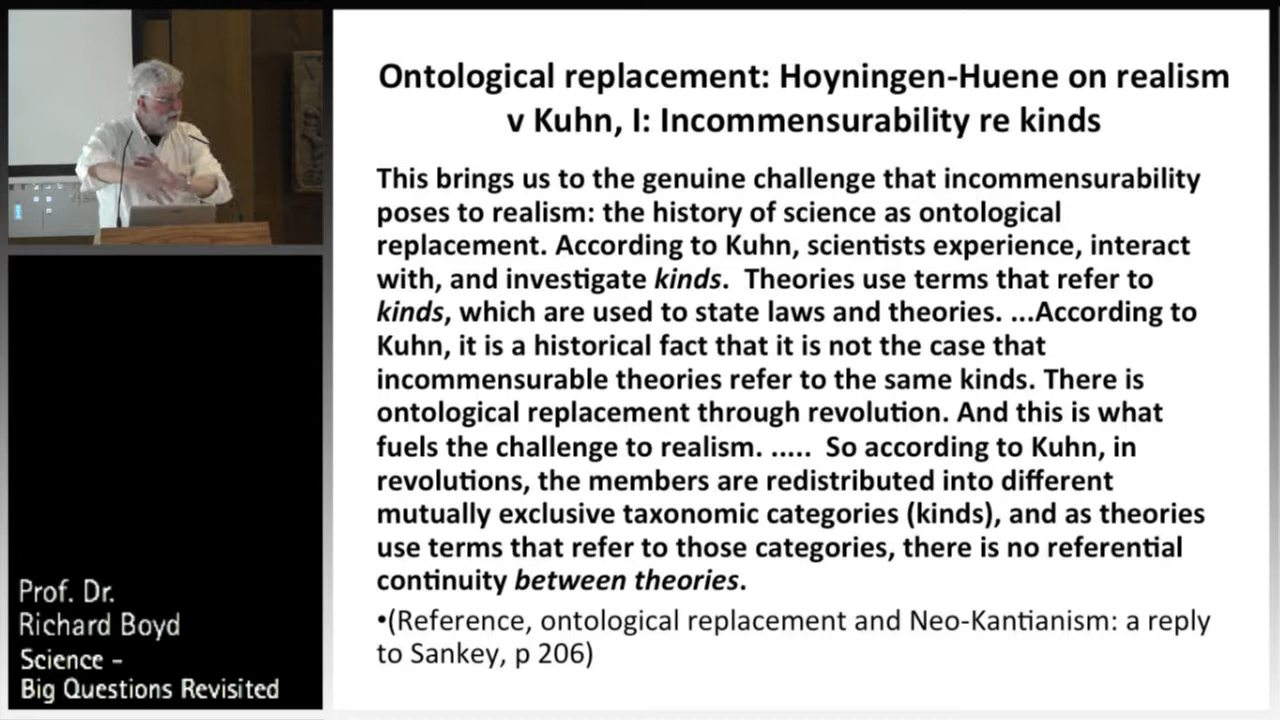 Ontological replacement: Hoyningen-Huene on realism
v Kuhn, I: Incommensurability re kinds
This brings us to the genuine challenge that incommensurability
poses to realism: the history of science as ontological
replacement. According to Kuhn, scientists experience, interact
with, and investigate kinds.  Theories use terms that refer to
kinds, which are used to state laws and theories. ...According to
Kuhn, it is a historical fact that it is not the case that
incommensurable theories refer to the same kinds. There is
ontological replacement through revolution. And this is what
fuels the challenge to realism. .....  So according to Kuhn, in
revolutions, the members are redistributed into different
mutually exclusive taxonomic categories (kinds), and as theories
use terms that refer to those categories, there is no referential
continuity between theories.
•(Reference, ontological replacement and Neo-Kantianism: a reply
to Sankey, p 206)
Prof. Dr.
Richard Boyd
Science –
Big Questions Revisited